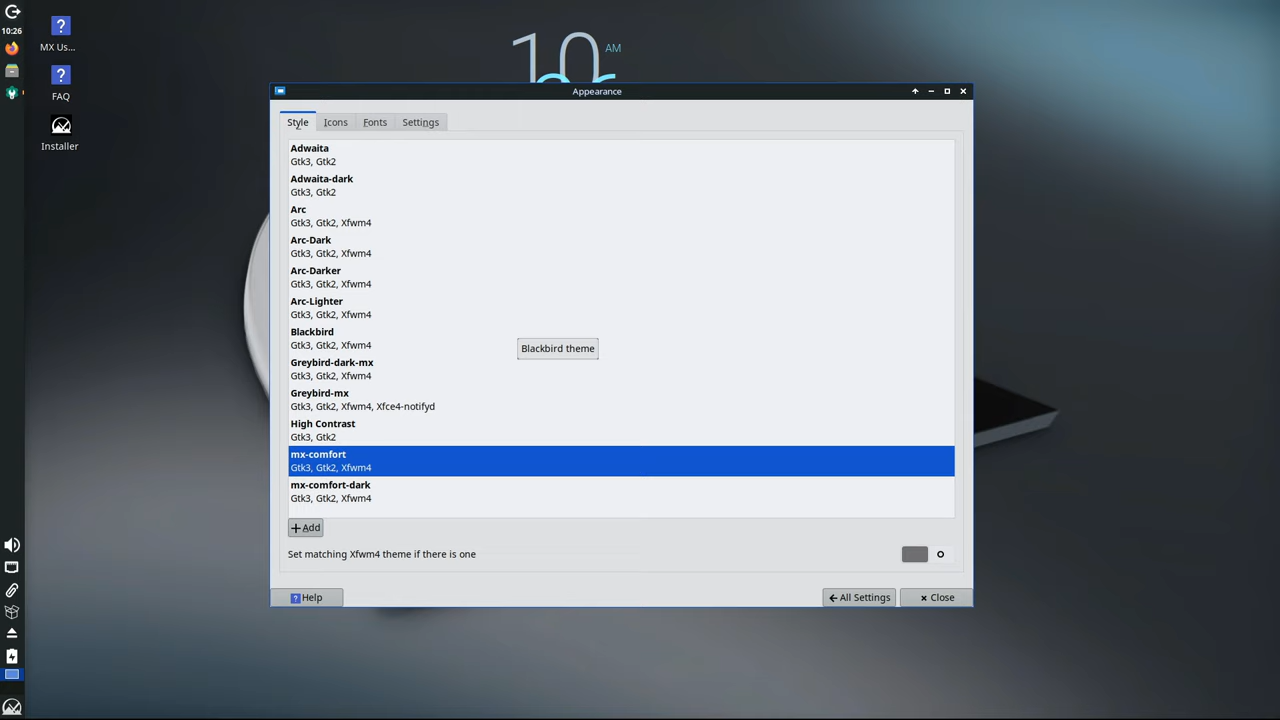 10:26
MX Us...
FAQ
Installer
10 AM
Appearance
Style Icons Fonts Settings
Adwaita
Gtk3, Gtk2
Adwaita-dark
Gtk3, Gtk2
Arc
Gtk3, Gtk2, Xfwm4
Arc-Dark
Gtk3, Gtk2, Xfwm4
Arc-Darker
Gtk3, Gtk2, Xfwm4
Arc-Lighter
Gtk3, Gtk2, Xfwm4
Blackbird
Gtk3, Gtk2, Xfwm4
Blackbird theme
Greybird-dark-mx
Gtk3, Gtk2, Xfwm4
Greybird-mx
Gtk3, Gtk2, Xfwm4, Xfce4-notifyd
High Contrast
Gtk3, Gtk2
mx-comfort
Gtk3, Gtk2, Xfwm4
mx-comfort-dark
Gtk3, Gtk2, Xfwm4
Add
Set matching Xfwm4 theme if there is one
Help
All Settings
Close